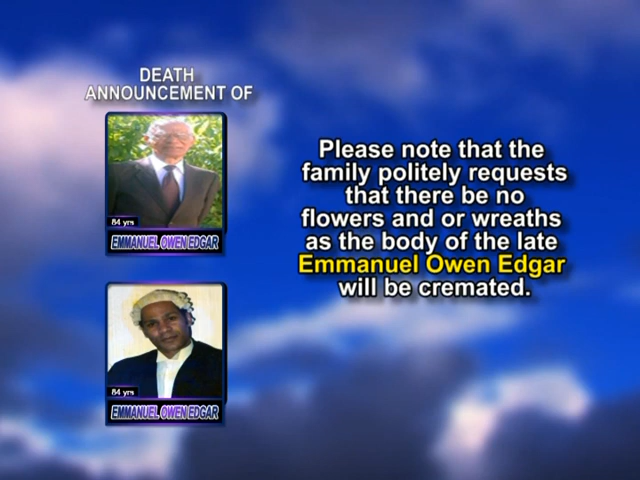 DEATH
ANNOUNCEMENT OF
84 yrs
EMMANUEL OWEN EDGAR
84 yrs
EMMANUEL OWEN EDGAR
Please note that the
family politely requests
that there be no
flowers and or wreaths
as the body of the late
Emmanuel Owen Edgar
will be cremated.